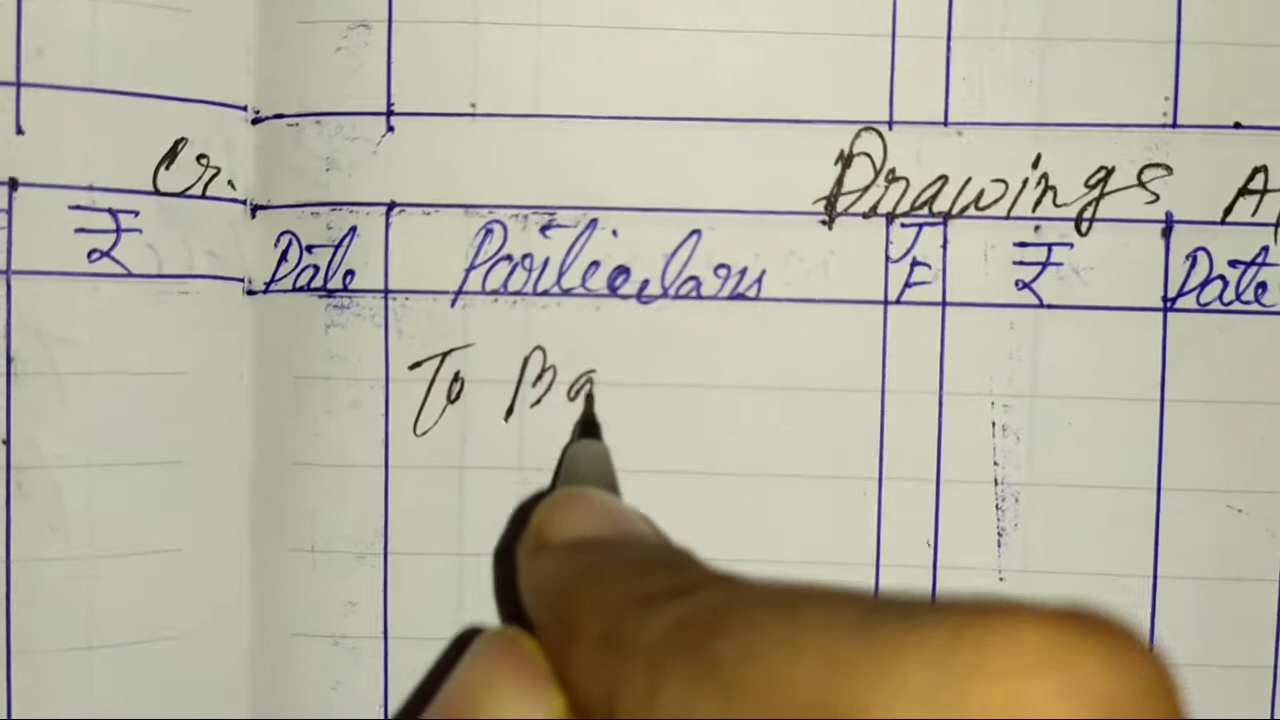 Cr.
Drawings A
₹
Date Particulars J F ₹ Date
To Ba